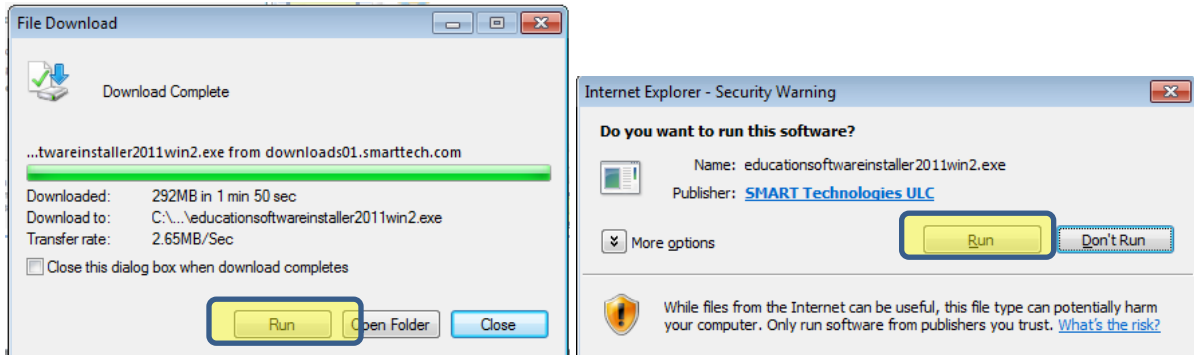 File Download
Download Complete
...twareinstaller2011win2.exe from downloads01.smarttech.com
Downloaded: 292MB in 1 min 50 sec
Download to: C:\...\educationsoftwareinstaller2011win2.exe
Transfer rate: 2.65MB/Sec
Close this dialog box when download completes
Run Open Folder Close
Internet Explorer - Security Warning
Do you want to run this software?
Name: educationsoftwareinstaller2011win2.exe
Publisher: SMART Technologies ULC
More options Run Don't Run
While files from the Internet can be useful, this file type can potentially harm
your computer. Only run software from publishers you trust. What's the risk?